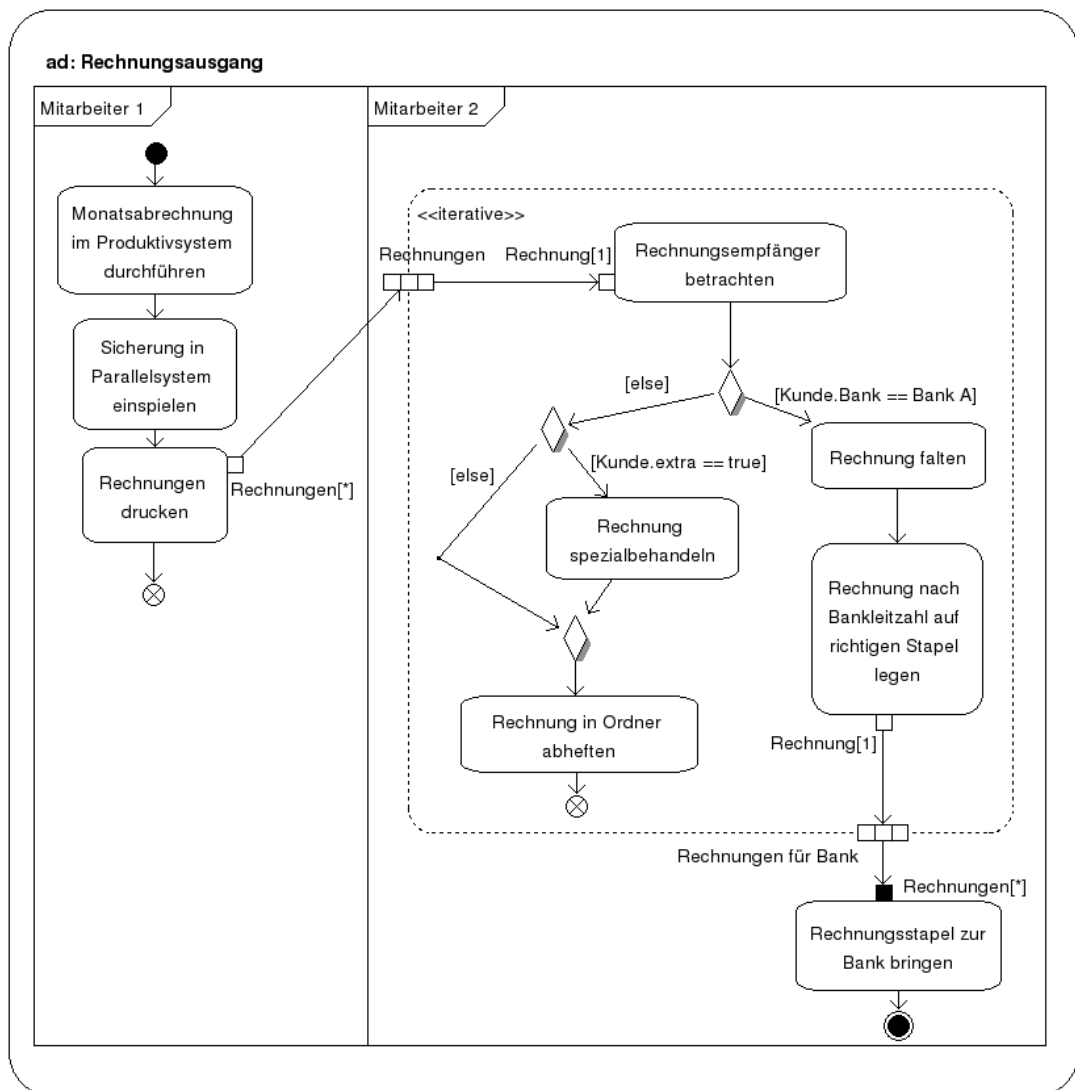 ad: Rechnungsausgang
Mitarbeiter 1
Mitarbeiter 2
Monatsabrechnung
im Produktivsystem
durchführen
Sicherung in
Parallelsystem
einspielen
Rechnungen
drucken
Rechnungen[*]
<<iterative>>
Rechnungen
Rechnung[1]
Rechnungsempfänger
betrachten
[else]
[Kunde.Bank == Bank A]
[else]
[Kunde.extra == true]
Rechnung falten
Rechnung
spezialbehandeln
Rechnung nach
Bankleitzahl auf
richtigen Stapel
legen
Rechnung in Ordner
abheften
Rechnung[1]
Rechnungen für Bank
Rechnungen[*]
Rechnungsstapel zur
Bank bringen